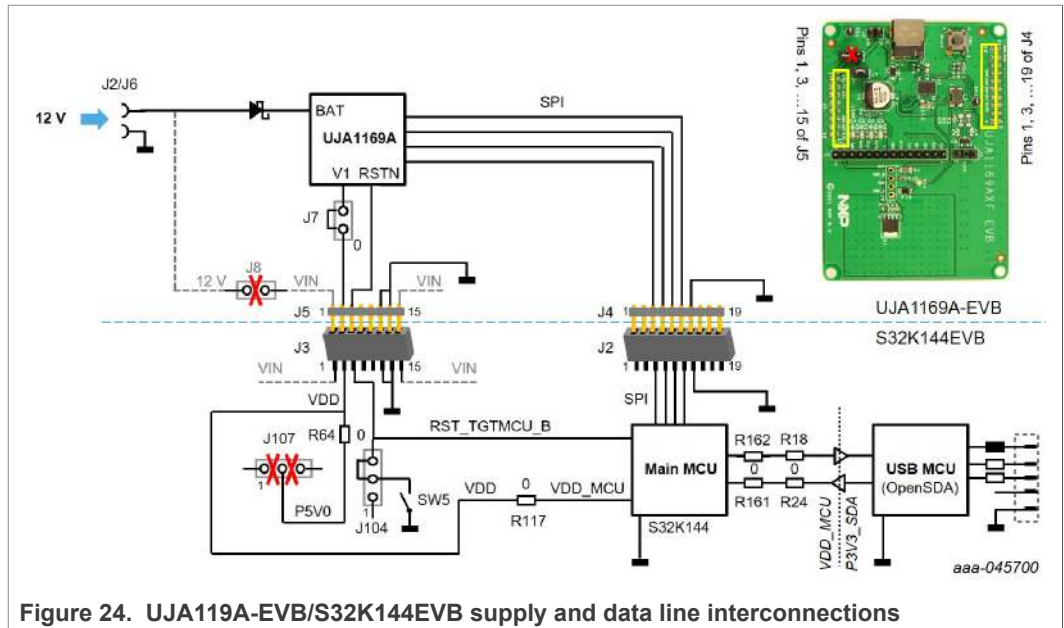 J2/J6
12 V
BAT
UJA1169A
V1 RSTN
SPI
J7
0
J8
12 V
VIN
VIN
J5
1
15
J4
1
19
UJA1169A-EVB
S32K144EVB
J3
1
15
J2
1
19
VIN
VIN
VDD
SPI
R64
0
J107
1
P5V0
RST_TGTMCU_B
J104
1
SW5
VDD
0
VDD_MCU
R117
Main MCU
S32K144
R162
R18
0
0
R161
R24
VDD_MCU
P3V3_SDA
USB MCU
(OpenSDA)
aaa-045700
Pins 1, 3, ...15 of J5
Pins 1, 3, ...19 of J4
NXP
UJA1169AXF EVB
Figure 24. UJA119A-EVB/S32K144EVB supply and data line interconnections